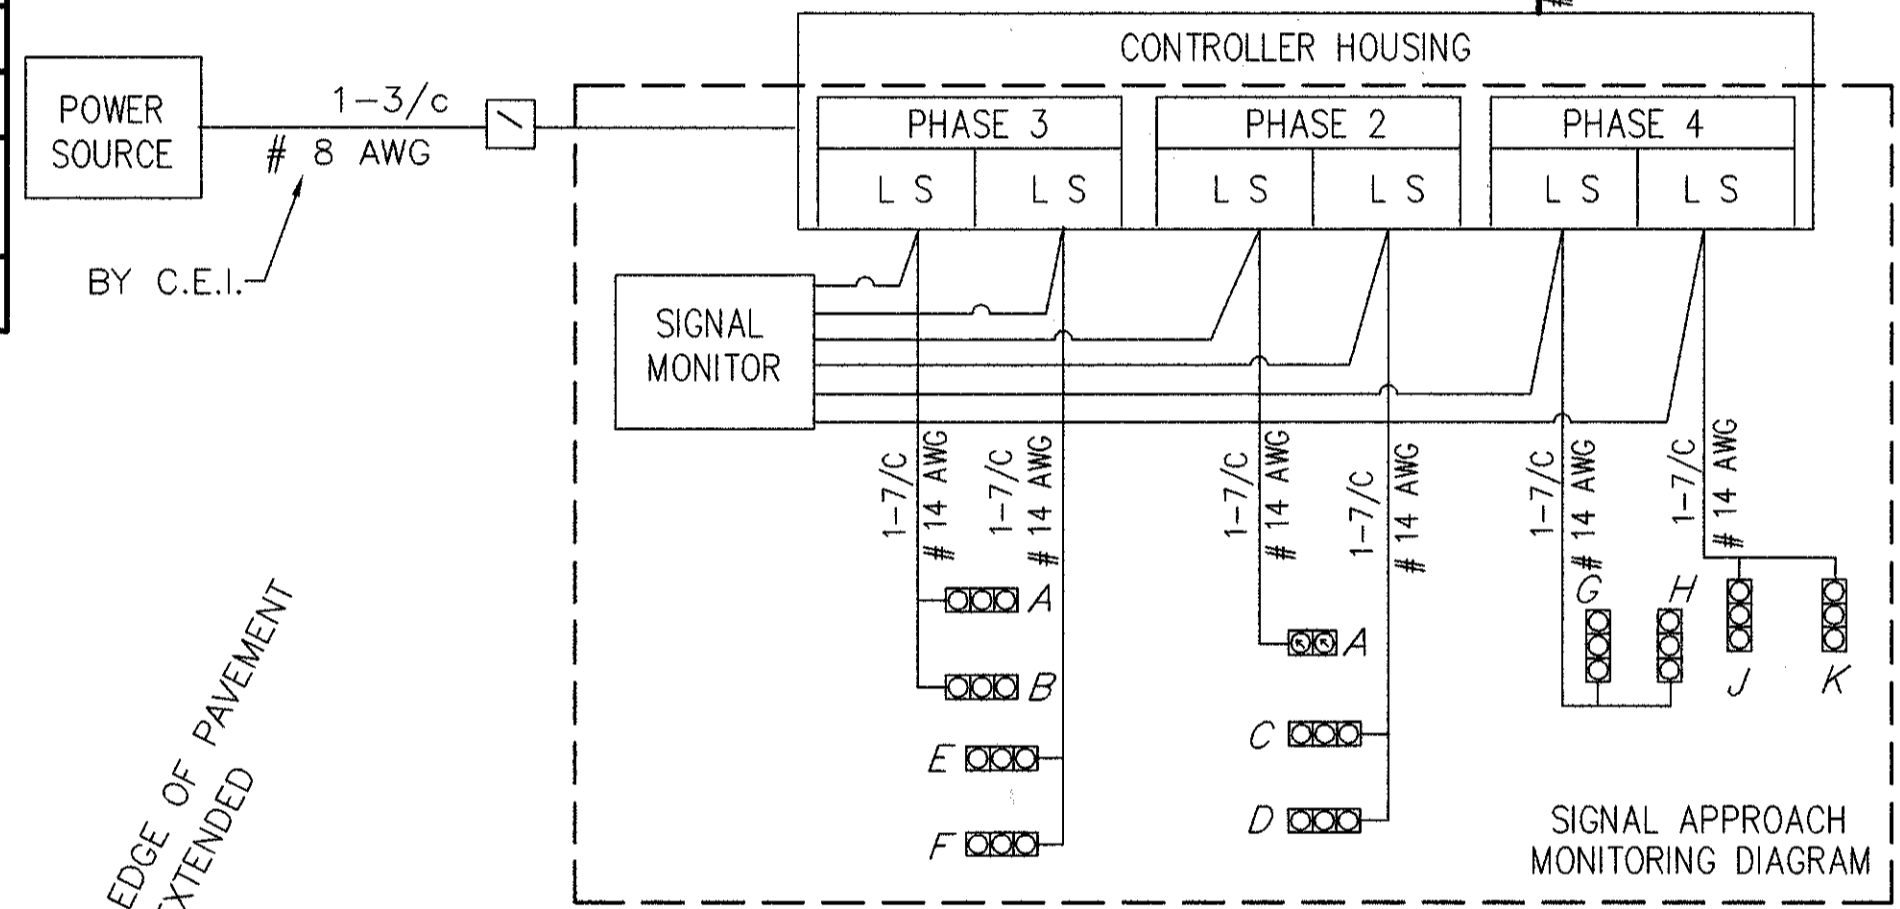 CONTROLLER HOUSING
#
POWER
SOURCE
1-3/c
# 8 AWG
BY C.E.I.
PHASE 3
L S
L S
PHASE 2
L S
L S
PHASE 4
L S
L S
SIGNAL
MONITOR
1-7/C
# 14 AWG
1-7/C
# 14 AWG
1-7/C
# 14 AWG
1-7/C
# 14 AWG
1-7/C
# 14 AWG
1-7/C
# 14 AWG
A
B
E
F
A
C
D
G
H
J
K
EDGE OF PAVEMENT
EXTENDED
SIGNAL APPROACH
MONITORING DIAGRAM